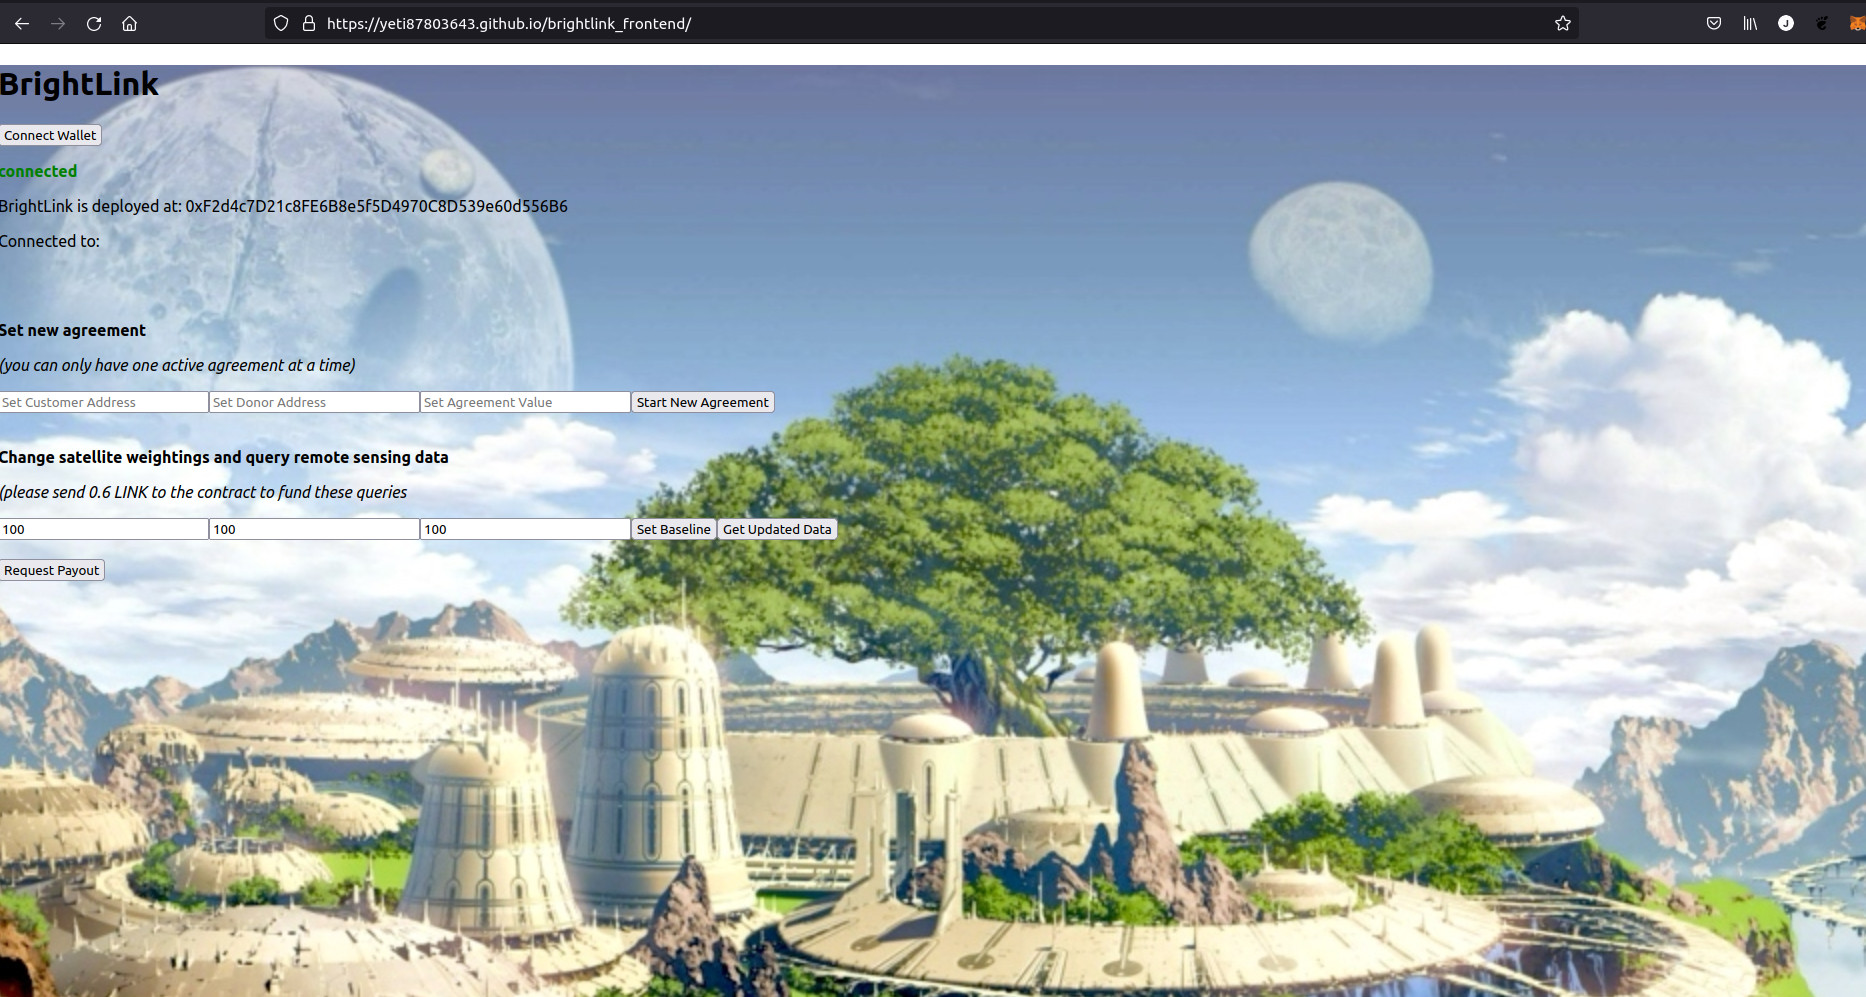 https://yeti87803643.github.io/brightlink_frontend/
J
BrightLink
Connect Wallet
connected
BrightLink is deployed at: 0xF2d4c7D21c8FE6B8e5f5D4970C8D539e60d556B6
Connected to:
Set new agreement
(you can only have one active agreement at a time)
Set Customer Address Set Donor Address Set Agreement Value Start New Agreement
Change satellite weightings and query remote sensing data
(please send 0.6 LINK to the contract to fund these queries
100 100 100 Set Baseline Get Updated Data
Request Payout